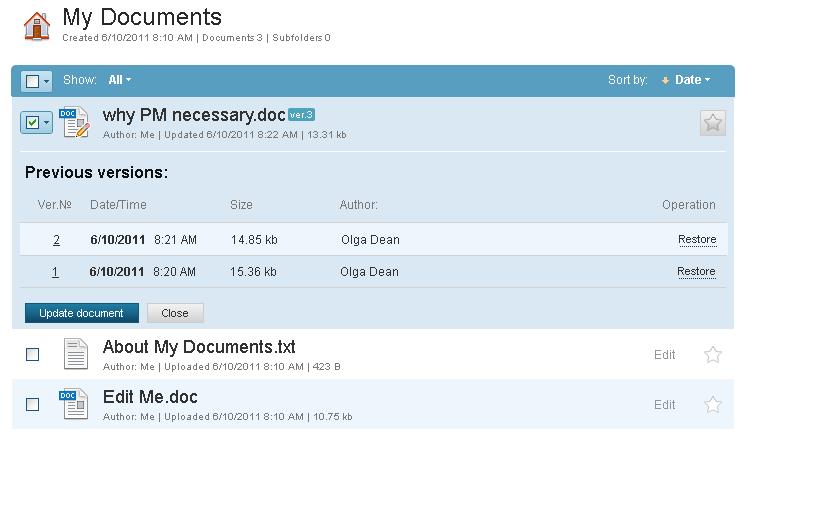 My Documents
Created 6/10/2011 8:10 AM | Documents 3 | Subfolders 0
Show: All Sort by: Date
DOC why PM necessary.doc ver.3
Author: Me | Updated 6/10/2011 8:22 AM | 13.31 kb
Previous versions:
Ver.№ Date/Time Size Author: Operation
2 6/10/2011 8:21 AM 14.85 kb Olga Dean Restore
1 6/10/2011 8:20 AM 15.36 kb Olga Dean Restore
Update document Close
About My Documents.txt Edit
Author: Me | Uploaded 6/10/2011 8:10 AM | 423 B
DOC Edit Me.doc Edit
Author: Me | Uploaded 6/10/2011 8:10 AM | 10.75 kb